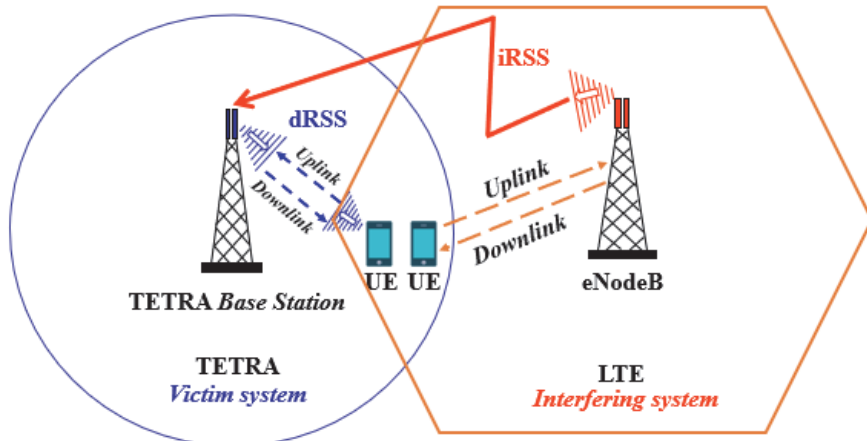 iRSS
dRSS
Uplink
Downlink
Uplink
Downlink
UE UE
eNodeB
TETRA Base Station
TETRA
Victim system
LTE
Interfering system